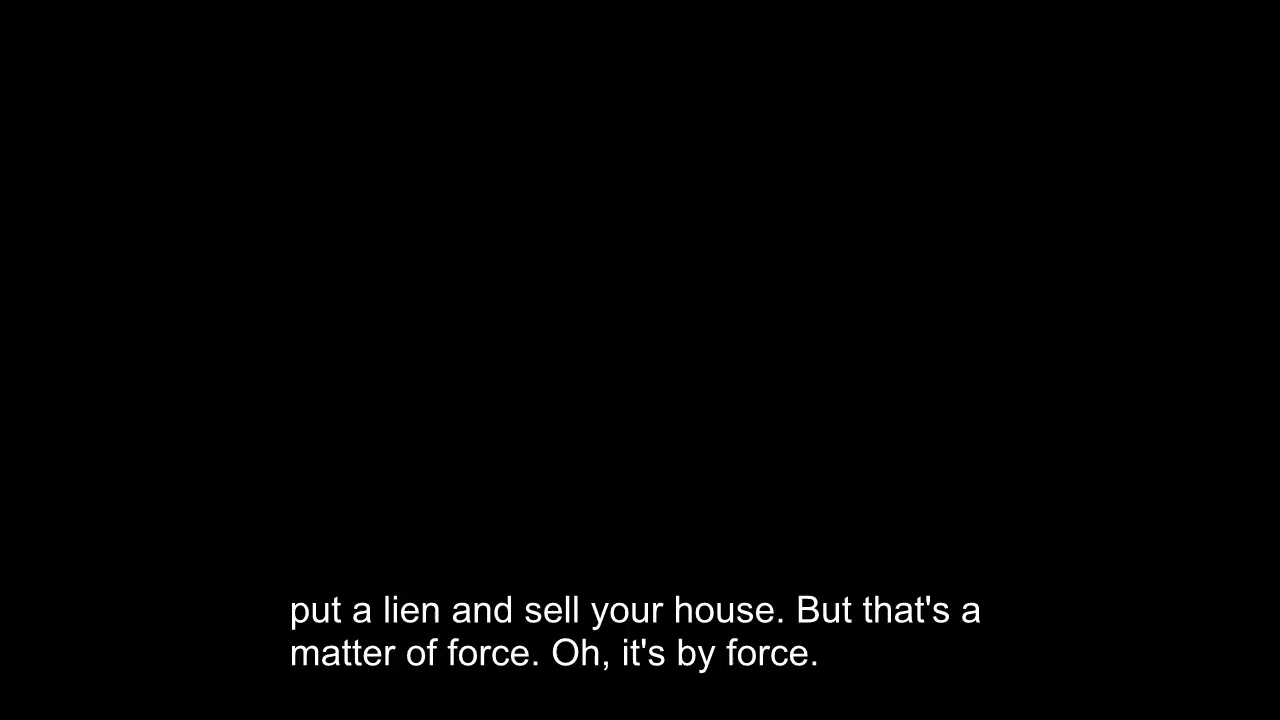 put a lien and sell your house. But that's a
matter of force. Oh, it's by force.